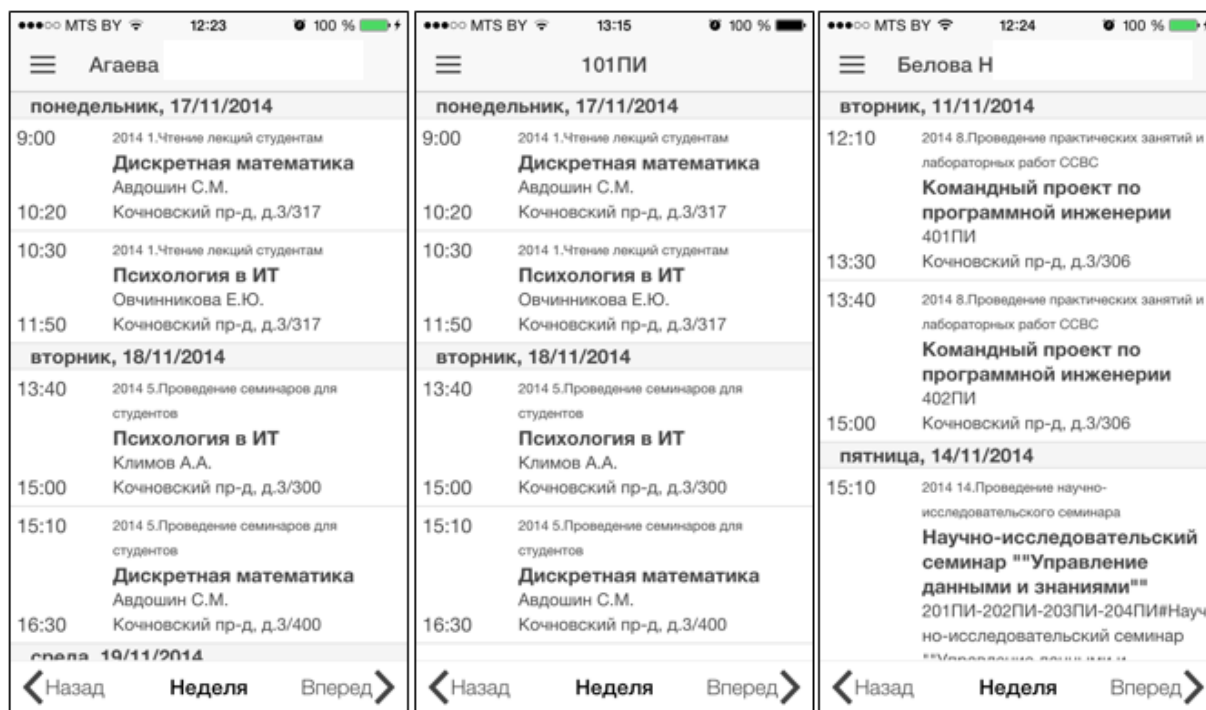 MTS BY 12:23 100 %
Агаева
понедельник, 17/11/2014
9:00 2014 1.Чтение лекций студентам
Дискретная математика
Авдошин С.М.
10:20 Кочновский пр-д, д.3/317
10:30 2014 1.Чтение лекций студентам
Психология в ИТ
Овчинникова Е.Ю.
11:50 Кочновский пр-д, д.3/317
вторник, 18/11/2014
13:40 2014 5.Проведение семинаров для
студентов
Психология в ИТ
Климов А.А.
15:00 Кочновский пр-д, д.3/300
15:10 2014 5.Проведение семинаров для
студентов
Дискретная математика
Авдошин С.М.
16:30 Кочновский пр-д, д.3/400
среда, 19/11/2014
Назад Неделя Вперед
MTS BY 13:15 100 %
101ПИ
понедельник, 17/11/2014
9:00 2014 1.Чтение лекций студентам
Дискретная математика
Авдошин С.М.
10:20 Кочновский пр-д, д.3/317
10:30 2014 1.Чтение лекций студентам
Психология в ИТ
Овчинникова Е.Ю.
11:50 Кочновский пр-д, д.3/317
вторник, 18/11/2014
13:40 2014 5.Проведение семинаров для
студентов
Психология в ИТ
Климов А.А.
15:00 Кочновский пр-д, д.3/300
15:10 2014 5.Проведение семинаров для
студентов
Дискретная математика
Авдошин С.М.
16:30 Кочновский пр-д, д.3/400
Назад Неделя Вперед
MTS BY 12:24 100 %
Белова Н
вторник, 11/11/2014
12:10 2014 8.Проведение практических занятий и
лабораторных работ ССВС
Командный проект по
программной инженерии
401ПИ
13:30 Кочновский пр-д, д.3/306
13:40 2014 8.Проведение практических занятий и
лабораторных работ ССВС
Командный проект по
программной инженерии
402ПИ
15:00 Кочновский пр-д, д.3/306
пятница, 14/11/2014
15:10 2014 14.Проведение научно-
исследовательского семинара
Научно-исследовательский
семинар ""Управление
данными и знаниями""
201ПИ-202ПИ-203ПИ-204ПИ#Науч
но-исследовательский семинар
""Управление данными и
Назад Неделя Вперед